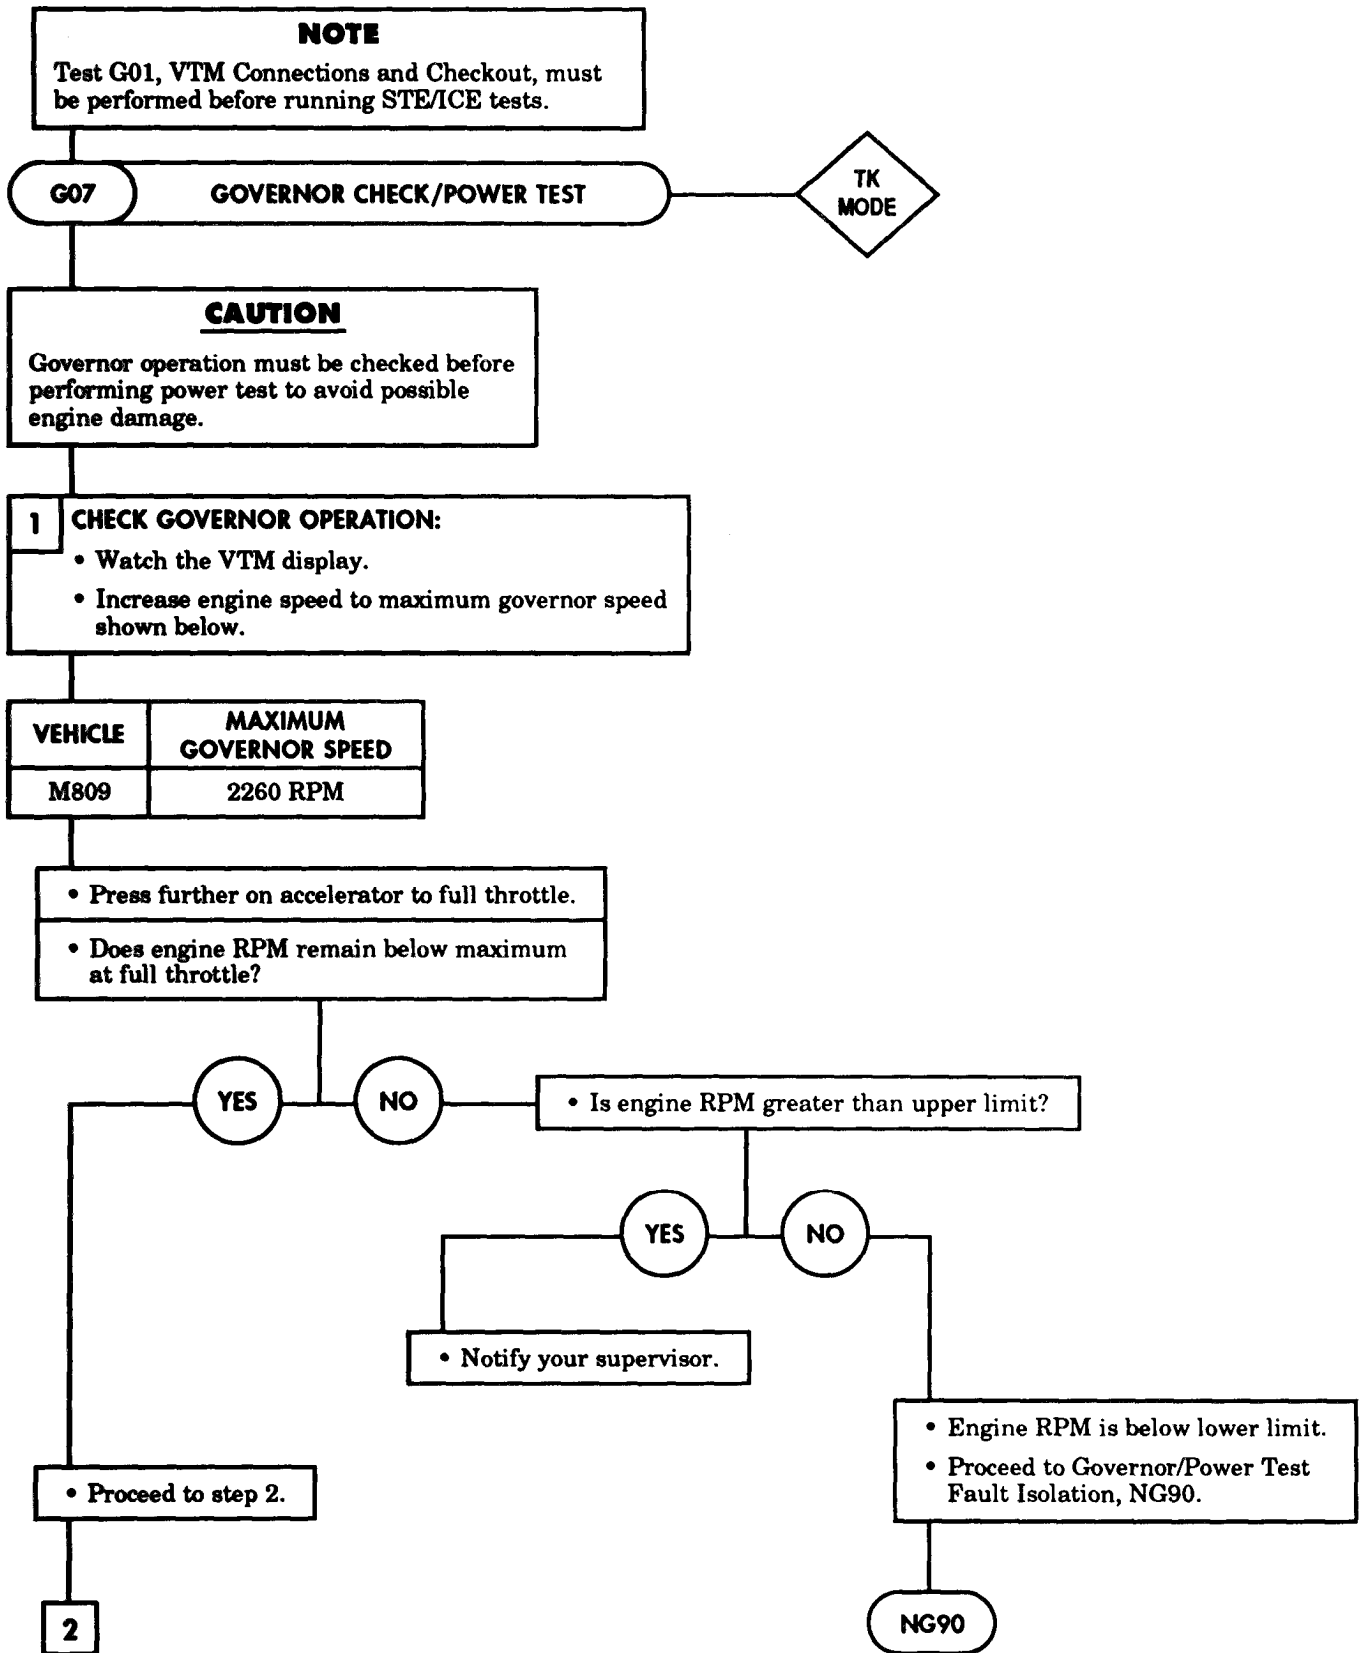 NOTE
Test G01, VTM Connections and Checkout, must
be performed before running STE/ICE tests.
G07
GOVERNOR CHECK/POWER TEST
TK
MODE
CAUTION
Governor operation must be checked before
performing power test to avoid possible
engine damage.
1
CHECK GOVERNOR OPERATION:
• Watch the VTM display.
• Increase engine speed to maximum governor speed
shown below.
VEHICLE
MAXIMUM
GOVERNOR SPEED
M809
2260 RPM
• Press further on accelerator to full throttle.
• Does engine RPM remain below maximum
at full throttle?
YES
NO
• Is engine RPM greater than upper limit?
YES
NO
• Notify your supervisor.
• Engine RPM is below lower limit.
• Proceed to Governor/Power Test
Fault Isolation, NG90.
• Proceed to step 2.
2
NG90